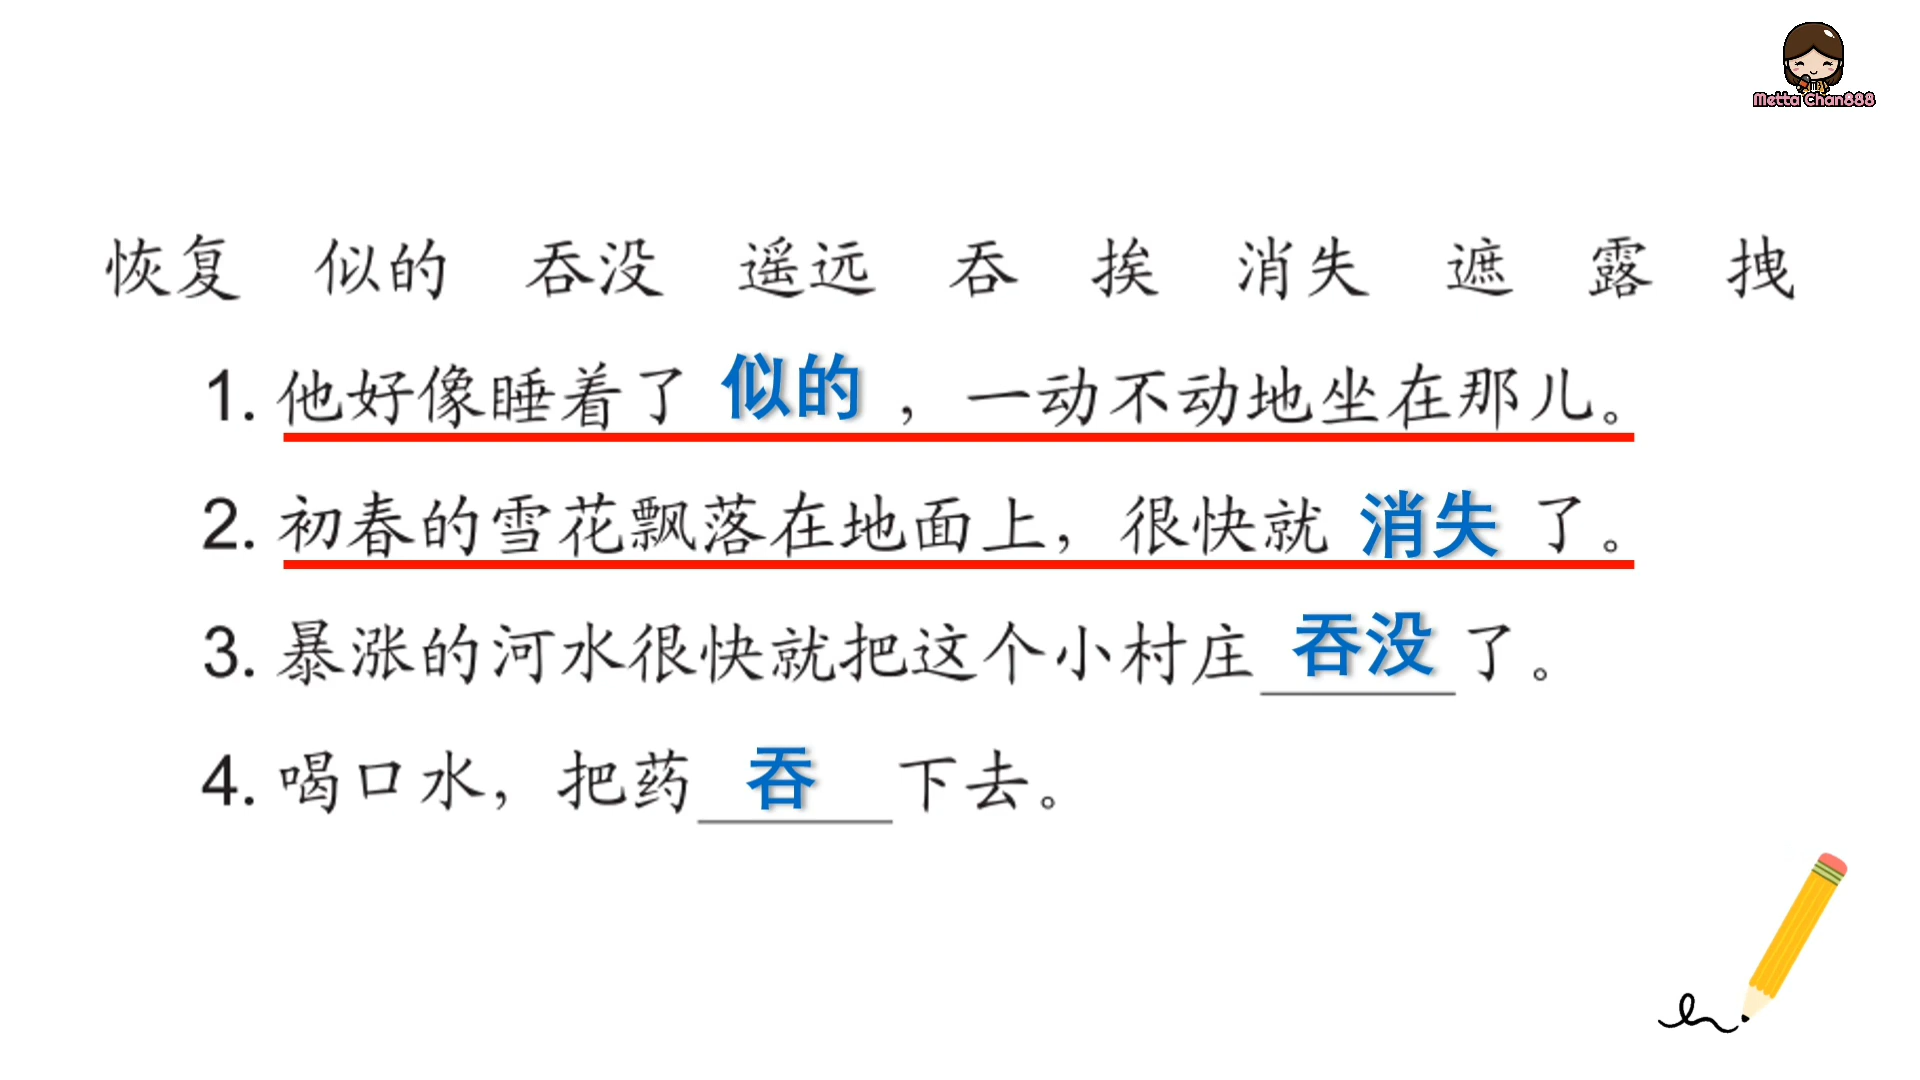 Metta Chan888
恢复 似的 吞没 遥远 吞 挨 消失 遮 露 拽
1. 他好像睡着了 似的 ，一动不动地坐在那儿。
2. 初春的雪花飘落在地面上，很快就 消失 了。
3. 暴涨的河水很快就把这个小村庄 吞没 了。
4. 喝口水，把药 吞 下去。